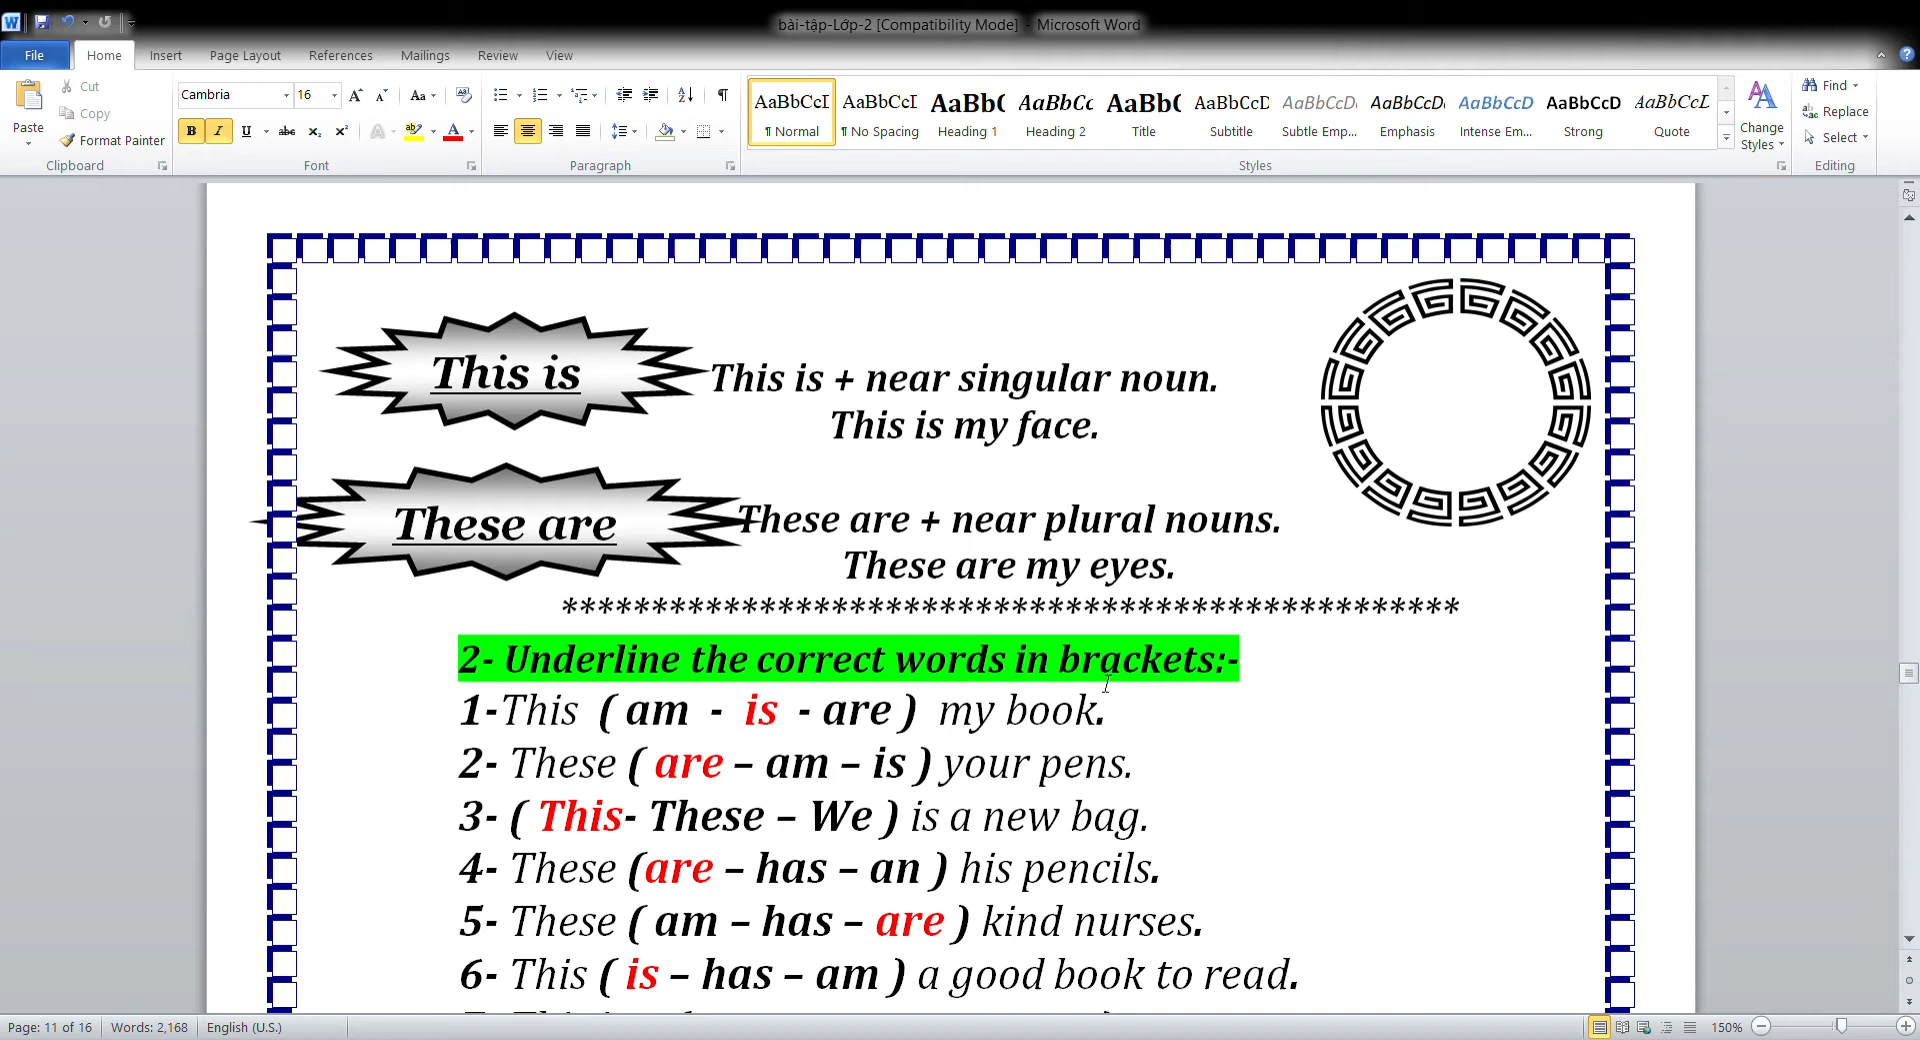 bài-tập-Lớp-2 [Compatibility Mode] - Microsoft Word
File Home Insert Page Layout References Mailings Review View
Paste
Cut
Copy
Format Painter
Clipboard
Cambria 16
Font
Paragraph
AaBbCcI AaBbCcI AaBb( AaBbCc AaBb( AaBbCcD AaBbCcD AaBbCcD AaBbCcD AaBbCcD AaBbCcL
¶ Normal ¶ No Spacing Heading 1 Heading 2 Title Subtitle Subtle Emp... Emphasis Intense Em... Strong Quote
Styles
Change
Styles
Find
Replace
Select
Editing
This is
This is + near singular noun.
This is my face.
These are
These are + near plural nouns.
These are my eyes.
**************************************************
2- Underline the correct words in brackets:-
1-This ( am - is - are ) my book.
2- These ( are – am – is ) your pens.
3- ( This- These – We ) is a new bag.
4- These (are – has – an ) his pencils.
5- These ( am – has – are ) kind nurses.
6- This ( is – has – am ) a good book to read.
Page: 11 of 16 Words: 2,168 English (U.S.) 150%